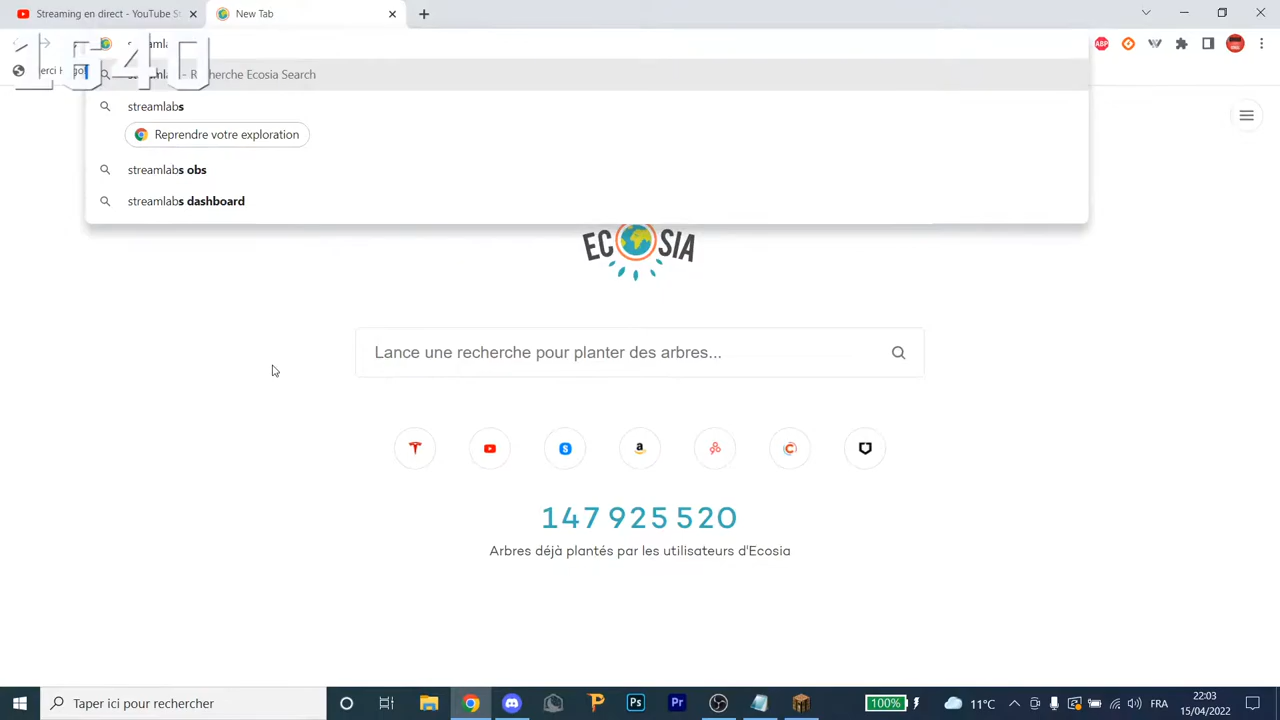 Streaming en direct - YouTube S
New Tab
- Recherche Ecosia Search
streamlabs
Reprendre votre exploration
streamlabs obs
streamlabs dashboard
ECOSIA
Lance une recherche pour planter des arbres...
147 925 520
Arbres déjà plantés par les utilisateurs d'Ecosia
Taper ici pour rechercher
100%
11°C
FRA
22:03
15/04/2022